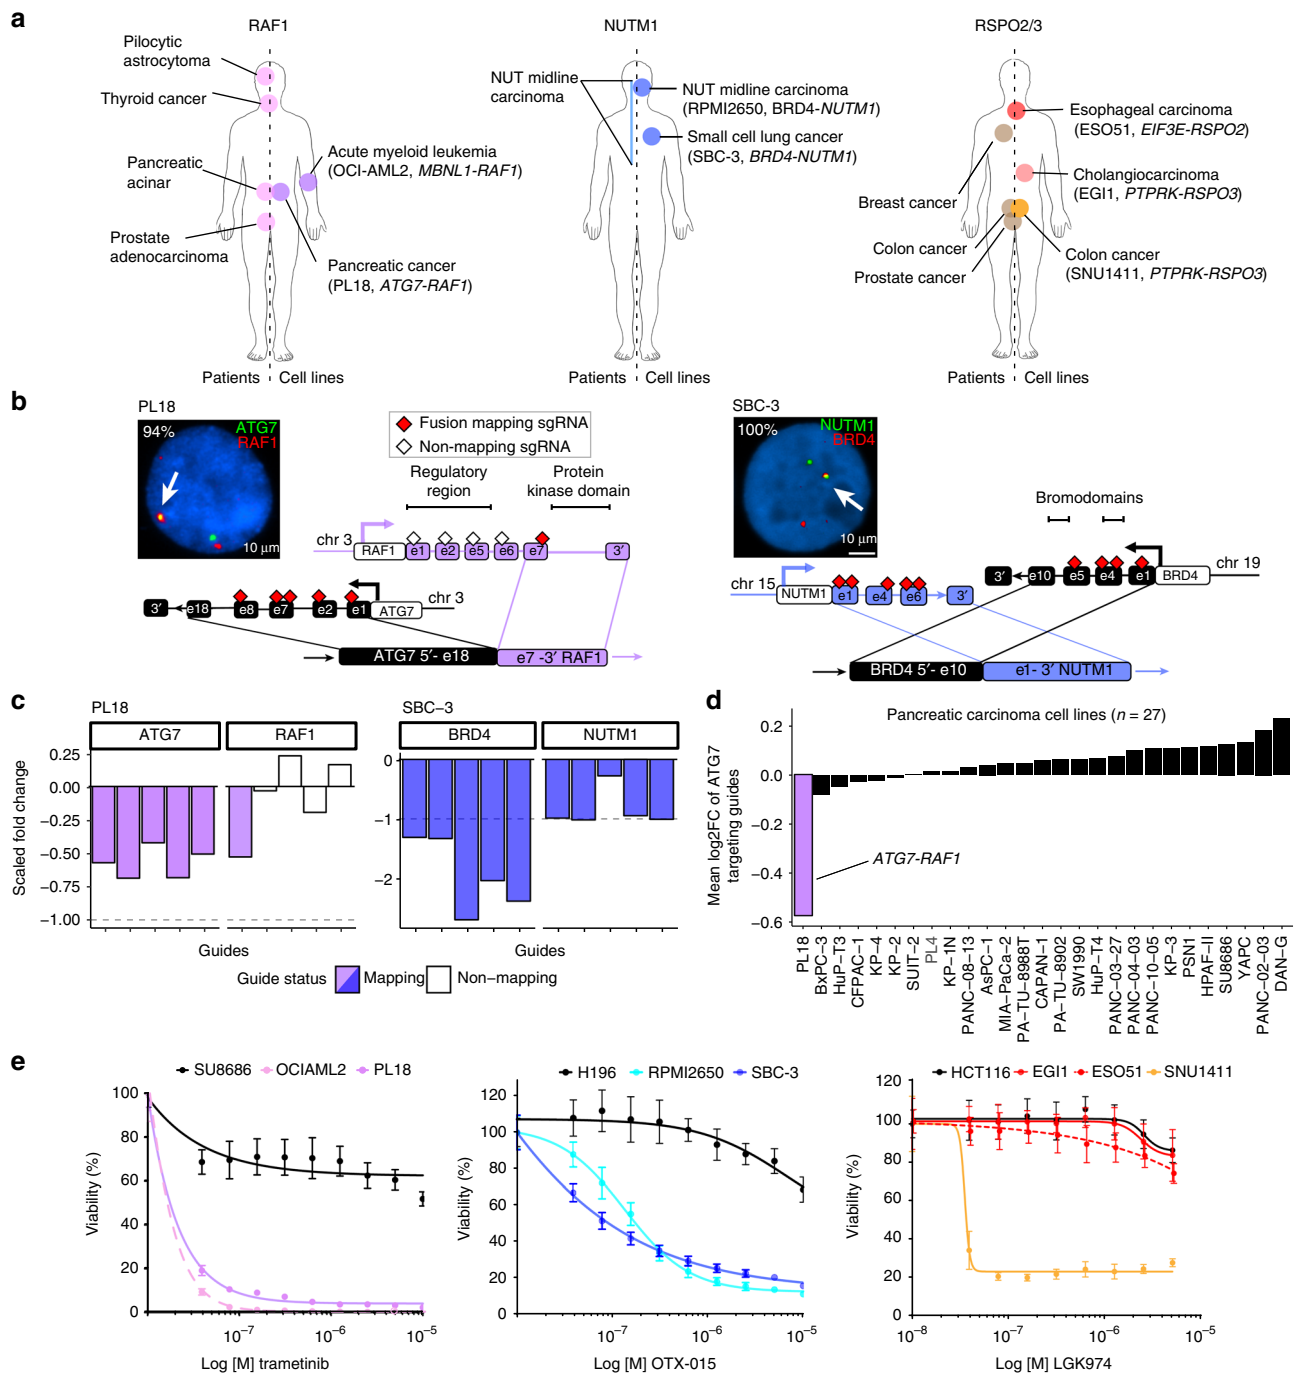 a
RAF1
NUTM1
RSPO2/3
Pilocytic
astrocytoma
Thyroid cancer
Pancreatic
acinar
Prostate
adenocarcinoma
Acute myeloid leukemia
(OCI-AML2, MBNL1-RAF1)
Pancreatic cancer
(PL18, ATG7-RAF1)
Patients
Cell lines
NUT midline
carcinoma
NUT midline carcinoma
(RPMI2650, BRD4-NUTM1)
Small cell lung cancer
(SBC-3, BRD4-NUTM1)
Patients
Cell lines
Esophageal carcinoma
(ESO51, EIF3E-RSPO2)
Cholangiocarcinoma
(EGI1, PTPRK-RSPO3)
Breast cancer
Colon cancer
Prostate cancer
Colon cancer
(SNU1411, PTPRK-RSPO3)
Patients
Cell lines
b
PL18
94%
ATG7
RAF1
10 μm
Fusion mapping sgRNA
Non-mapping sgRNA
Regulatory
region
Protein
kinase domain
chr 3
RAF1
e1
e2
e5
e6
e7
3′
3′
e18
e8
e7
e2
e1
ATG7
chr 3
ATG7 5′- e18
e7 -3′ RAF1
SBC-3
100%
NUTM1
BRD4
10 μm
Bromodomains
chr 15
NUTM1
e1
e4
e6
3′
3′
e10
e5
e4
e1
BRD4
chr 19
BRD4 5′- e10
e1- 3′ NUTM1
c
PL18
ATG7
RAF1
Scaled fold change
0.25
0.00
−0.25
−0.50
−0.75
−1.00
SBC−3
BRD4
NUTM1
0
−1
−2
Guides
Guides
Guide status
Mapping
Non−mapping
d
Pancreatic carcinoma cell lines (n = 27)
Mean log2FC of ATG7
targeting guides
0.2
0.0
−0.2
−0.4
−0.6
ATG7-RAF1
PL18
BxPC−3
HuP−T3
CFPAC−1
KP−4
KP−2
SUIT−2
PL4
KP−1N
PANC−08−13
AsPC−1
MIA−PaCa−2
PA−TU−8988T
CAPAN−1
PA−TU−8902
SW1990
HuP−T4
PANC−03−27
PANC−04−03
PANC−10−05
KP−3
PSN1
HPAF−II
SU8686
YAPC
PANC−02−03
DAN−G
e
SU8686
OCIAML2
PL18
Viability (%)
100
80
60
40
20
0
10⁻⁷
10⁻⁶
10⁻⁵
Log [M] trametinib
H196
RPMI2650
SBC-3
Viability (%)
120
100
80
60
40
20
0
10⁻⁷
10⁻⁶
10⁻⁵
Log [M] OTX-015
HCT116
EGI1
ESO51
SNU1411
Viability (%)
120
100
80
60
40
20
0
10⁻⁸
10⁻⁷
10⁻⁶
10⁻⁵
Log [M] LGK974